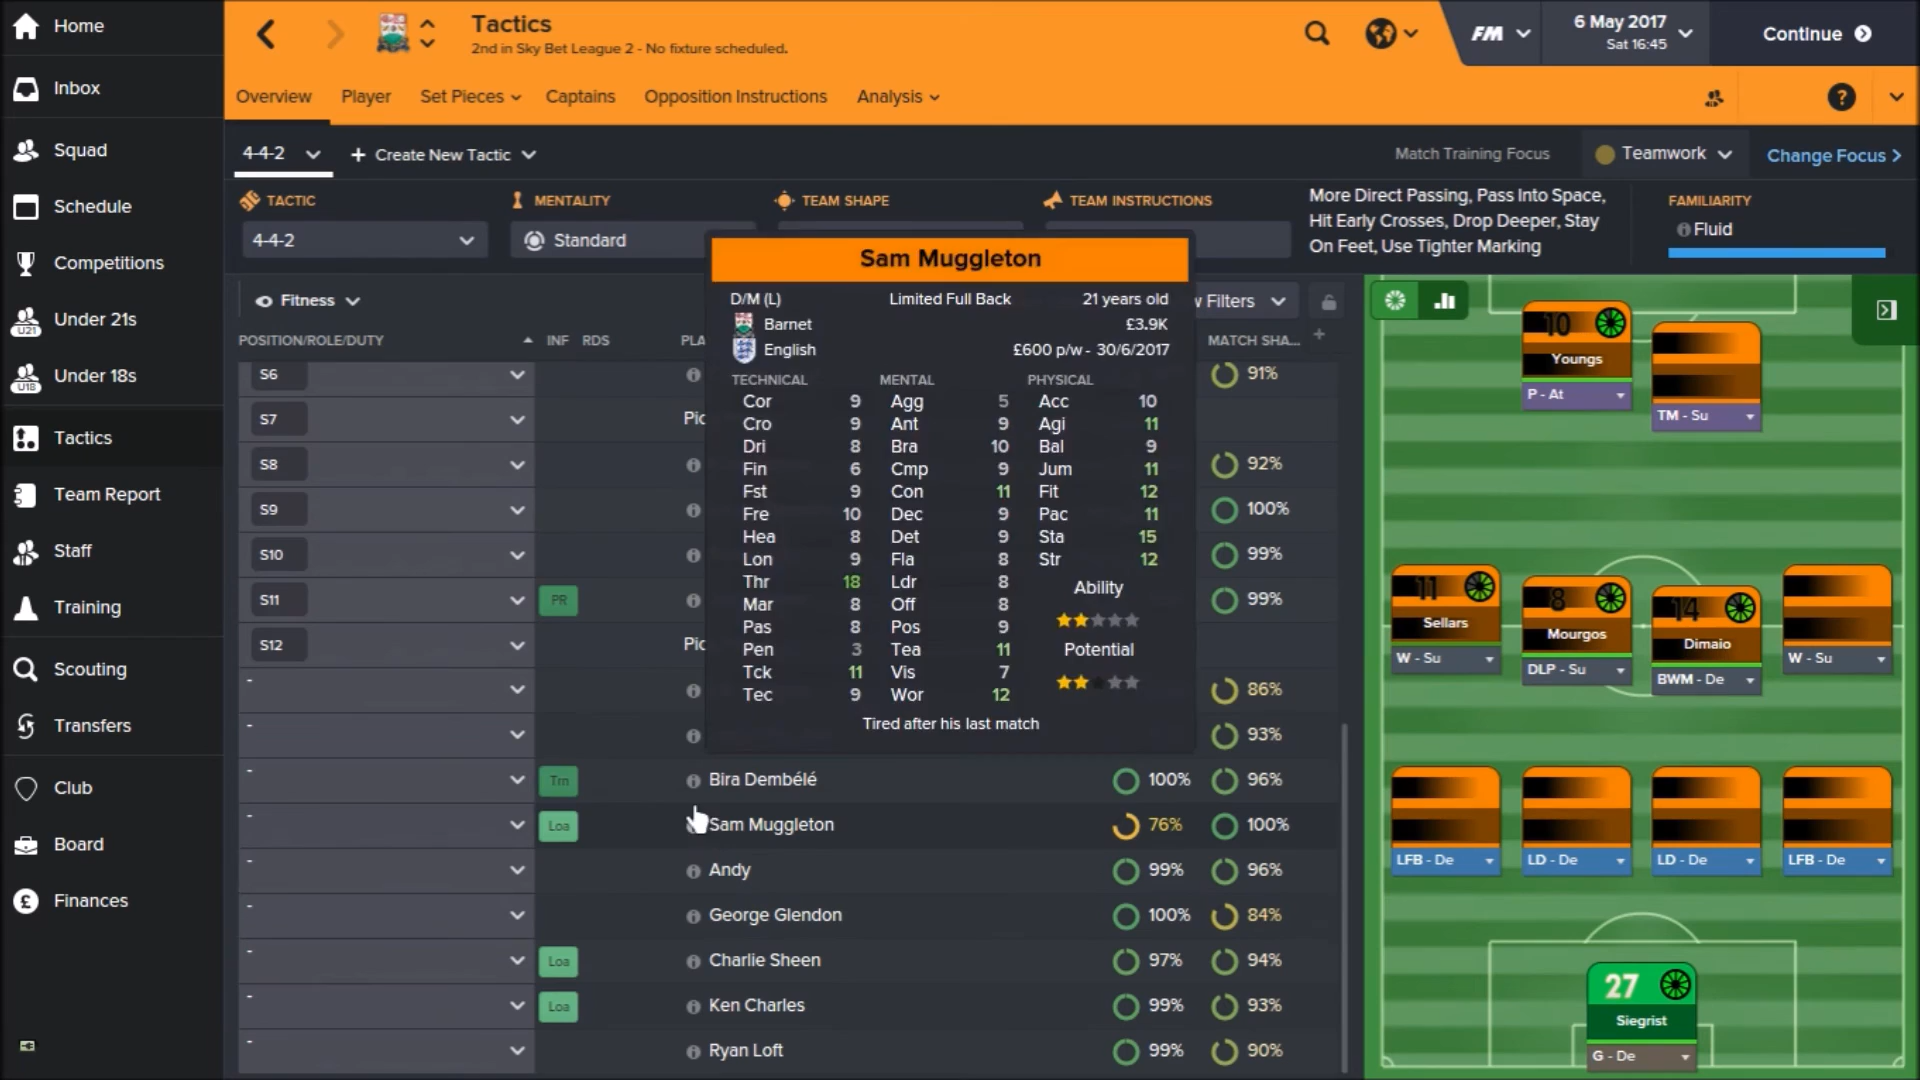 Home
Inbox
Squad
Schedule
Competitions
Under 21s
U21
Under 18s
U18
Tactics
Team Report
Staff
Training
Scouting
Transfers
Club
Board
Finances
Tactics
2nd in Sky Bet League 2 - No fixture scheduled.
FM
6 May 2017
Sat 16:45
Continue
Overview Player Set Pieces Captains Opposition Instructions Analysis
?
4-4-2
+ Create New Tactic
Match Training Focus
Teamwork
Change Focus >
TACTIC
4-4-2
MENTALITY
Standard
TEAM SHAPE
TEAM INSTRUCTIONS
More Direct Passing, Pass Into Space,
Hit Early Crosses, Drop Deeper, Stay
On Feet, Use Tighter Marking
FAMILIARITY
Fluid
Fitness
w Filters
POSITION/ROLE/DUTY INF RDS PLA MATCH SHA... +
S6 91%
S7 Pic
S8 92%
S9 100%
S10 99%
S11 PR 99%
S12 Pic
- 86%
- 93%
- Trn Bira Dembélé 100% 96%
- Loa Sam Muggleton 76% 100%
- Andy 99% 96%
- George Glendon 100% 84%
- Loa Charlie Sheen 97% 94%
- Loa Ken Charles 99% 93%
- Ryan Loft 99% 90%
Sam Muggleton
D/M (L) Limited Full Back 21 years old
Barnet £3.9K
English £600 p/w - 30/6/2017
TECHNICAL MENTAL PHYSICAL
Cor 9 Agg 5 Acc 10
Cro 9 Ant 9 Agi 11
Dri 8 Bra 10 Bal 9
Fin 6 Cmp 9 Jum 11
Fst 9 Con 11 Fit 12
Fre 10 Dec 9 Pac 11
Hea 8 Det 9 Sta 15
Lon 9 Fla 8 Str 12
Thr 18 Ldr 8 Ability
Mar 8 Off 8
Pas 8 Pos 9
Pen 3 Tea 11 Potential
Tck 11 Vis 7
Tec 9 Wor 12
Tired after his last match
10
Youngs
P - At
TM - Su
11
Sellars
W - Su
8
Mourgos
DLP - Su
14
Dimaio
BWM - De
W - Su
LFB - De
LD - De
LD - De
LFB - De
27
Siegrist
G - De